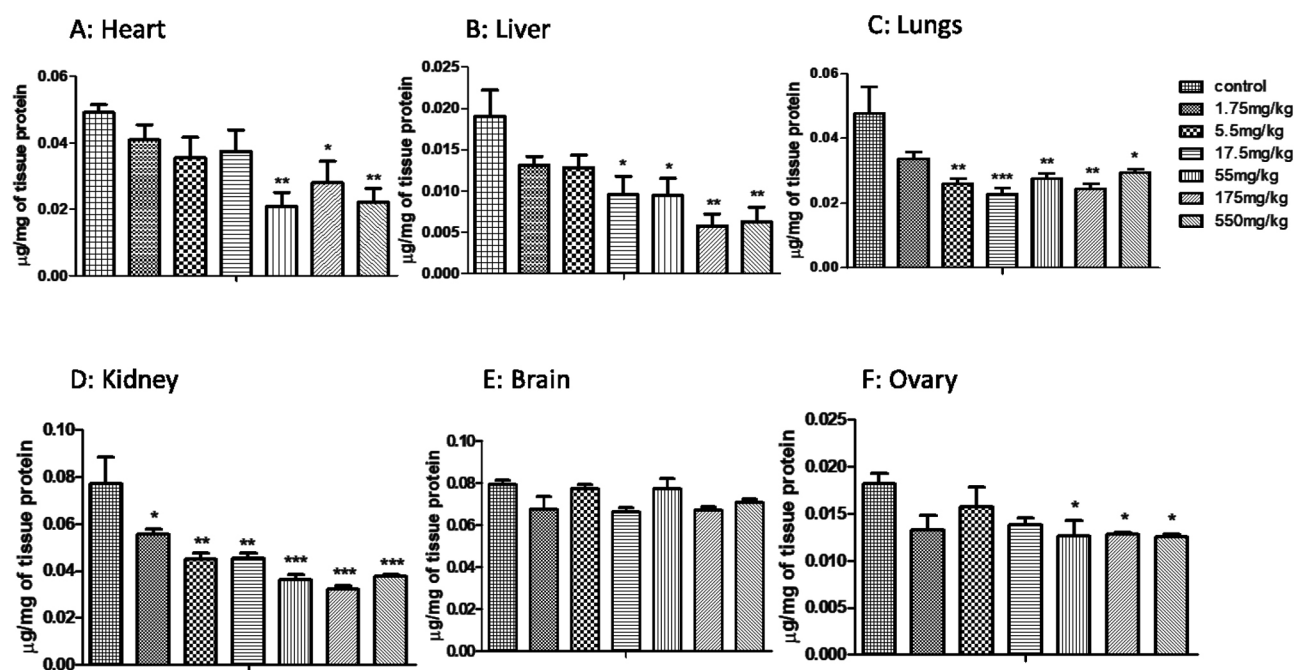 A: Heart
μg/mg of tissue protein
0.06
0.04
0.02
0.00
**
*
**
B: Liver
μg/mg of tissue protein
0.025
0.020
0.015
0.010
0.005
0.000
*
*
**
**
C: Lungs
μg/mg of tissue protein
0.06
0.04
0.02
0.00
**
***
**
**
*
control
1.75mg/kg
5.5mg/kg
17.5mg/kg
55mg/kg
175mg/kg
550mg/kg
D: Kidney
μg/mg of tissue protein
0.10
0.08
0.06
0.04
0.02
0.00
*
**
**
***
***
***
E: Brain
μg/mg of tissue protein
0.10
0.08
0.06
0.04
0.02
0.00
F: Ovary
μg/mg of tissue protein
0.025
0.020
0.015
0.010
0.005
0.000
*
*
*